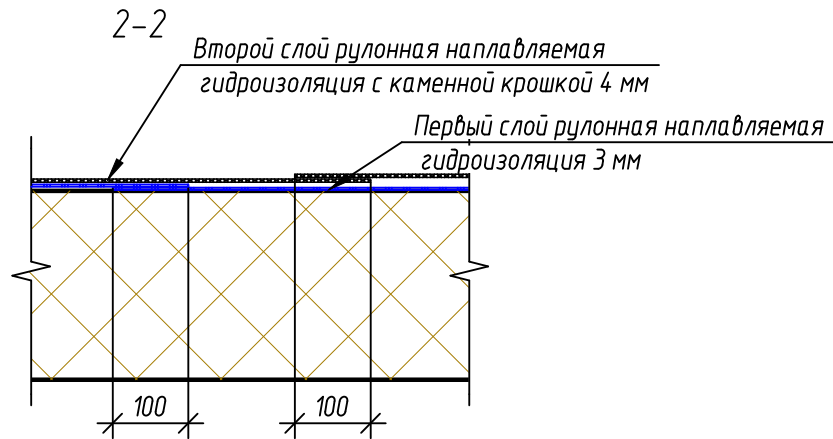 2-2
Второй слой рулонная наплавляемая
гидроизоляция с каменной крошкой 4 мм
Первый слой рулонная наплавляемая
гидроизоляция 3 мм
100
100